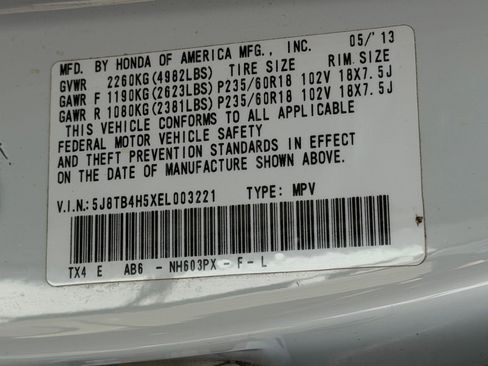 MFD. BY HONDA OF AMERICA MFG., INC. 05/'13
GVWR 2260KG(4982LBS) TIRE SIZE RIM SIZE
GAWR F 1190KG(2623LBS)P235/60R18 102V 18X7.5J
GAWR R 1080KG(2381LBS)P235/60R18 102V 18X7.5J
THIS VEHICLE CONFORMS TO ALL APPLICABLE
FEDERAL MOTOR VEHICLE SAFETY
AND THEFT PREVENTION STANDARDS IN EFFECT ON
THE DATE OF MANUFACTURE SHOWN ABOVE.
V.I.N.:5J8TB4H5XEL003221 TYPE: MPV
TX4 E AB6 - NH603PX - F - L